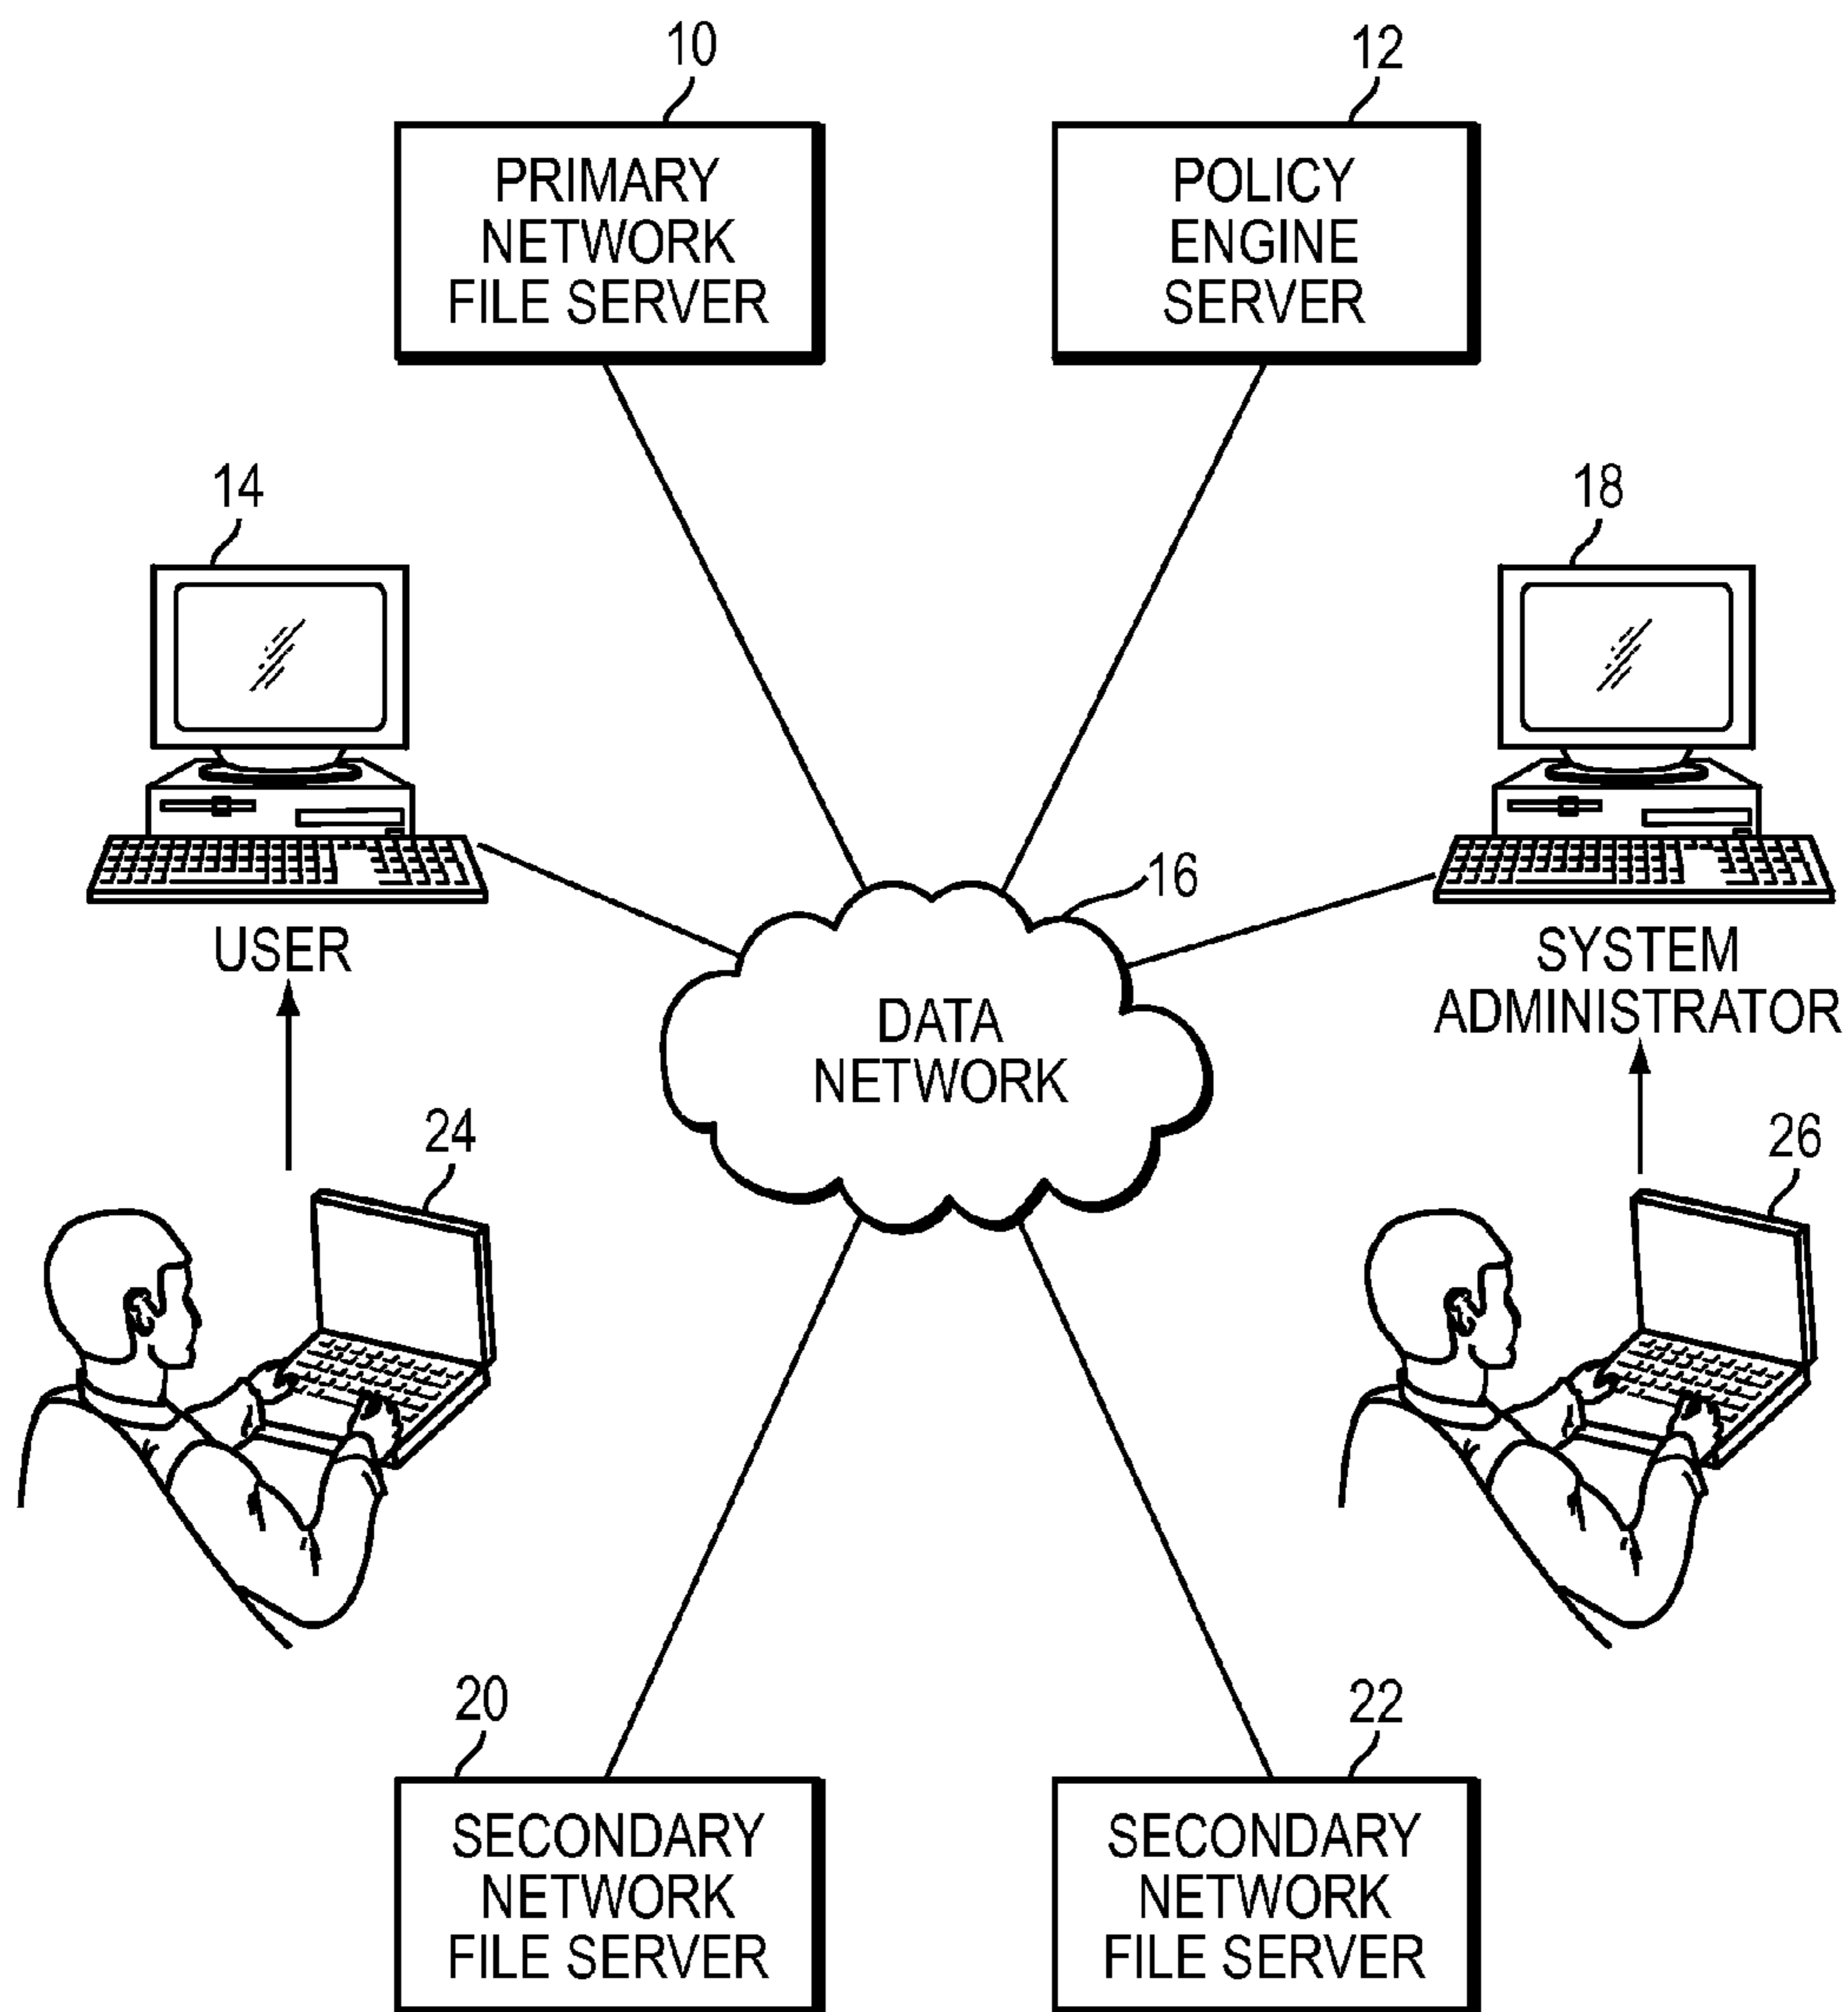 10
12
PRIMARY
NETWORK
FILE SERVER
POLICY
ENGINE
SERVER
14
18
16
USER
SYSTEM
ADMINISTRATOR
DATA
NETWORK
24
26
20
22
SECONDARY
NETWORK
FILE SERVER
SECONDARY
NETWORK
FILE SERVER